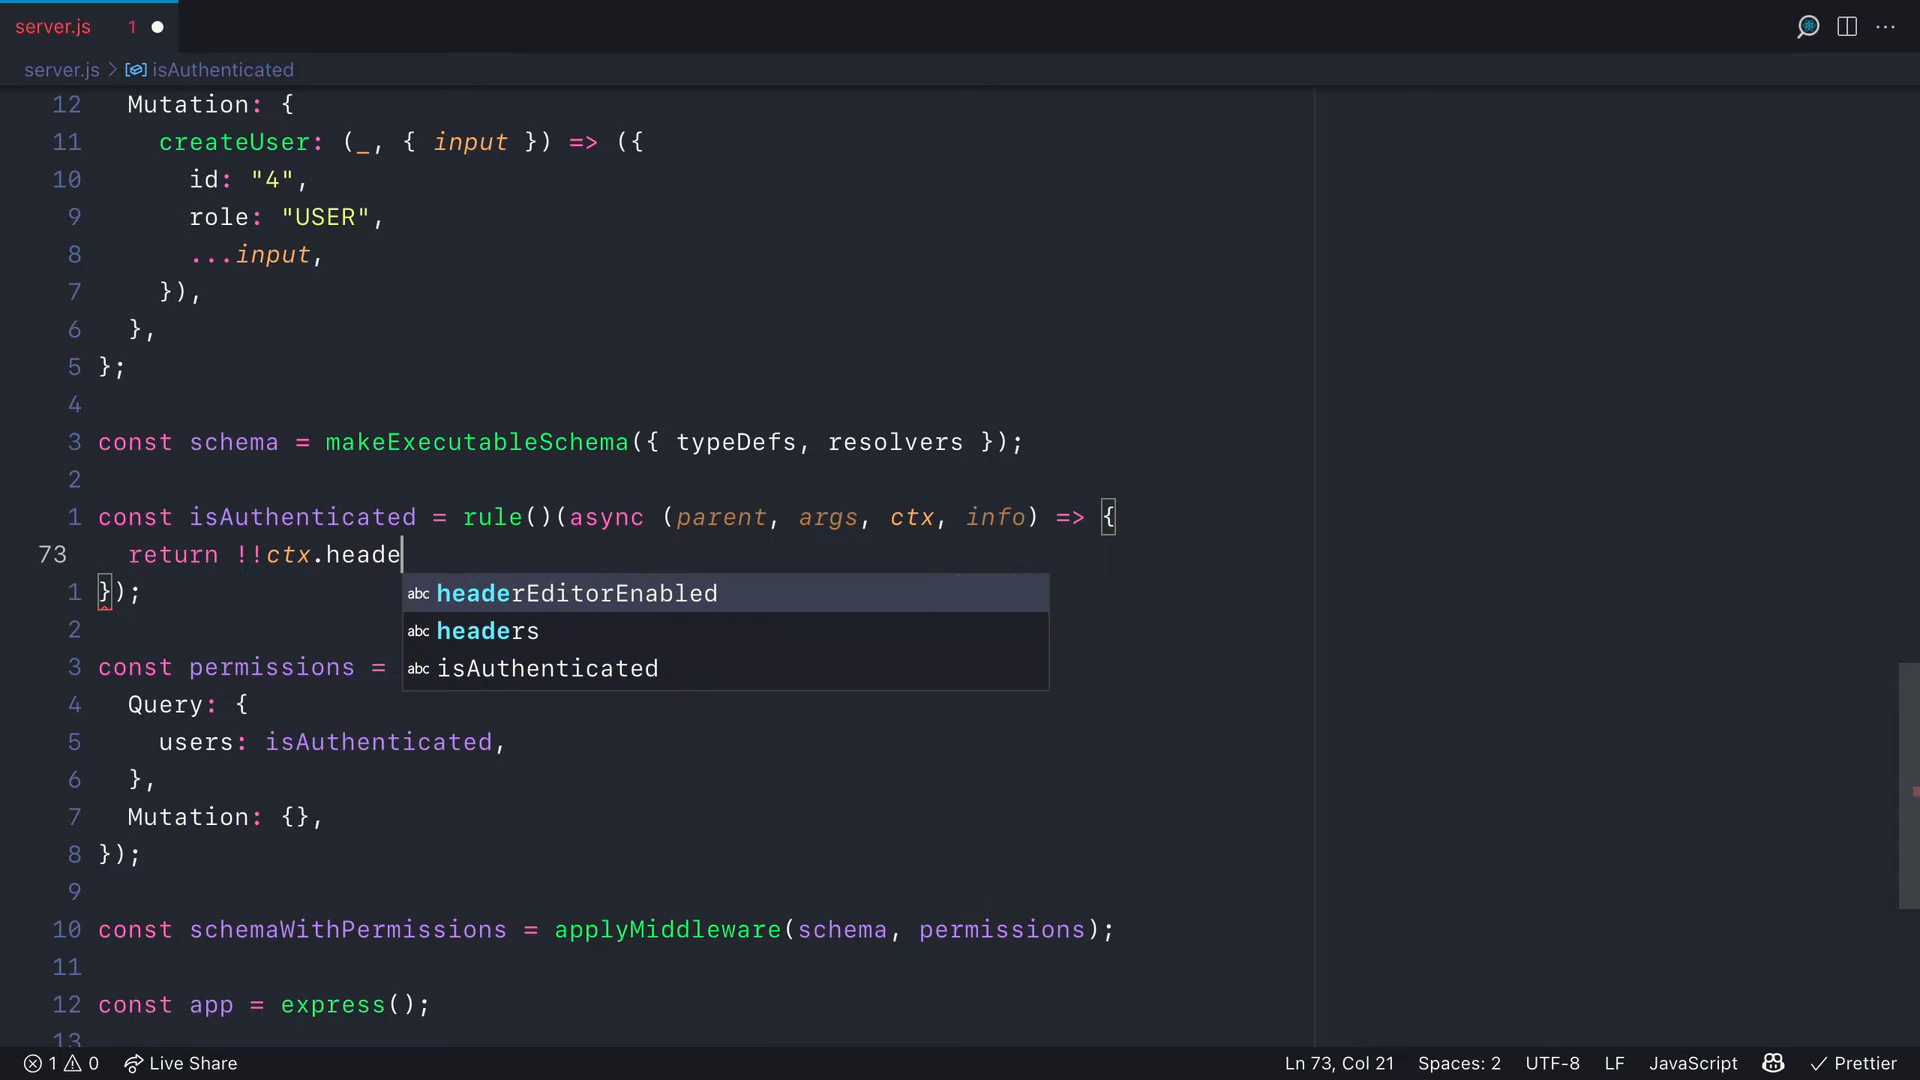 server.js 1
server.js > isAuthenticated
12 Mutation: {
11 createUser: (_, { input }) => ({
10 id: "4",
9 role: "USER",
8 ...input,
7 }),
6 },
5 };
4
3 const schema = makeExecutableSchema({ typeDefs, resolvers });
2
1 const isAuthenticated = rule()(async (parent, args, ctx, info) => {
73 return !!ctx.heade
abc headerEditorEnabled
1 });
2 abc headers
abc isAuthenticated
3 const permissions =
4 Query: {
5 users: isAuthenticated,
6 },
7 Mutation: {},
8 });
9
10 const schemaWithPermissions = applyMiddleware(schema, permissions);
11
12 const app = express();
13
1 0 Live Share Ln 73, Col 21 Spaces: 2 UTF-8 LF JavaScript Prettier